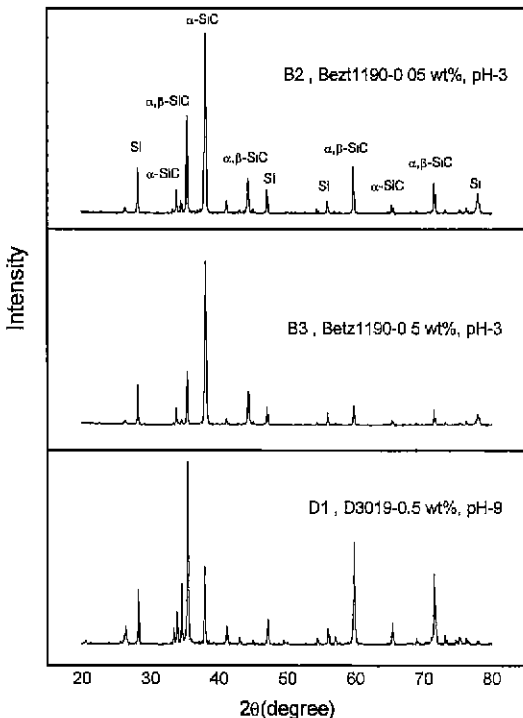 α-SiC
B2 , Bezt1190-0 05 wt%, pH-3
α,β-SiC
Si
α-SiC
α,β-SiC
Si
Si
α,β-SiC
α-SiC
α,β-SiC
Si
B3 , Betz1190-0 5 wt%, pH-3
D1 , D3019-0.5 wt%, pH-9
Intensity
20 30 40 50 60 70 80
2θ(degree)